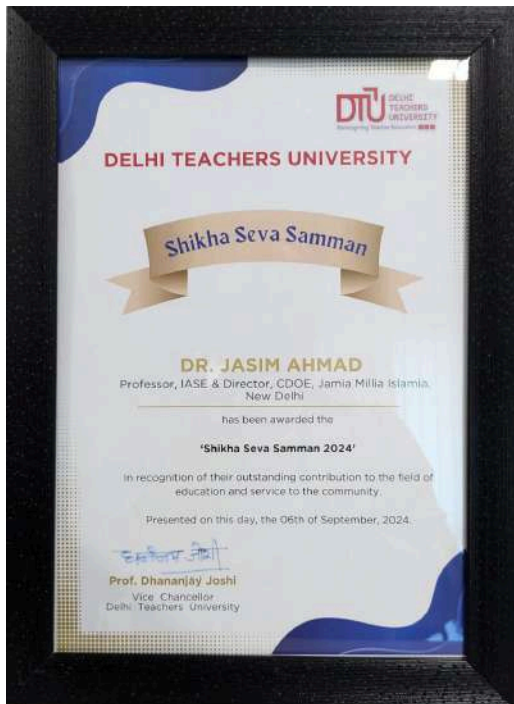 DTU DELHI
TEACHERS
UNIVERSITY
DELHI TEACHERS UNIVERSITY
Shikha Seva Samman
DR. JASIM AHMAD
Professor, IASE & Director, CDOE, Jamia Millia Islamia,
New Delhi
has been awarded the
'Shikha Seva Samman 2024'
In recognition of their outstanding contribution to the field of
education and service to the community.
Presented on this day, the 06th of September, 2024.
धनंजय जोशी
Prof. Dhananjay Joshi
Vice Chancellor
Delhi Teachers University